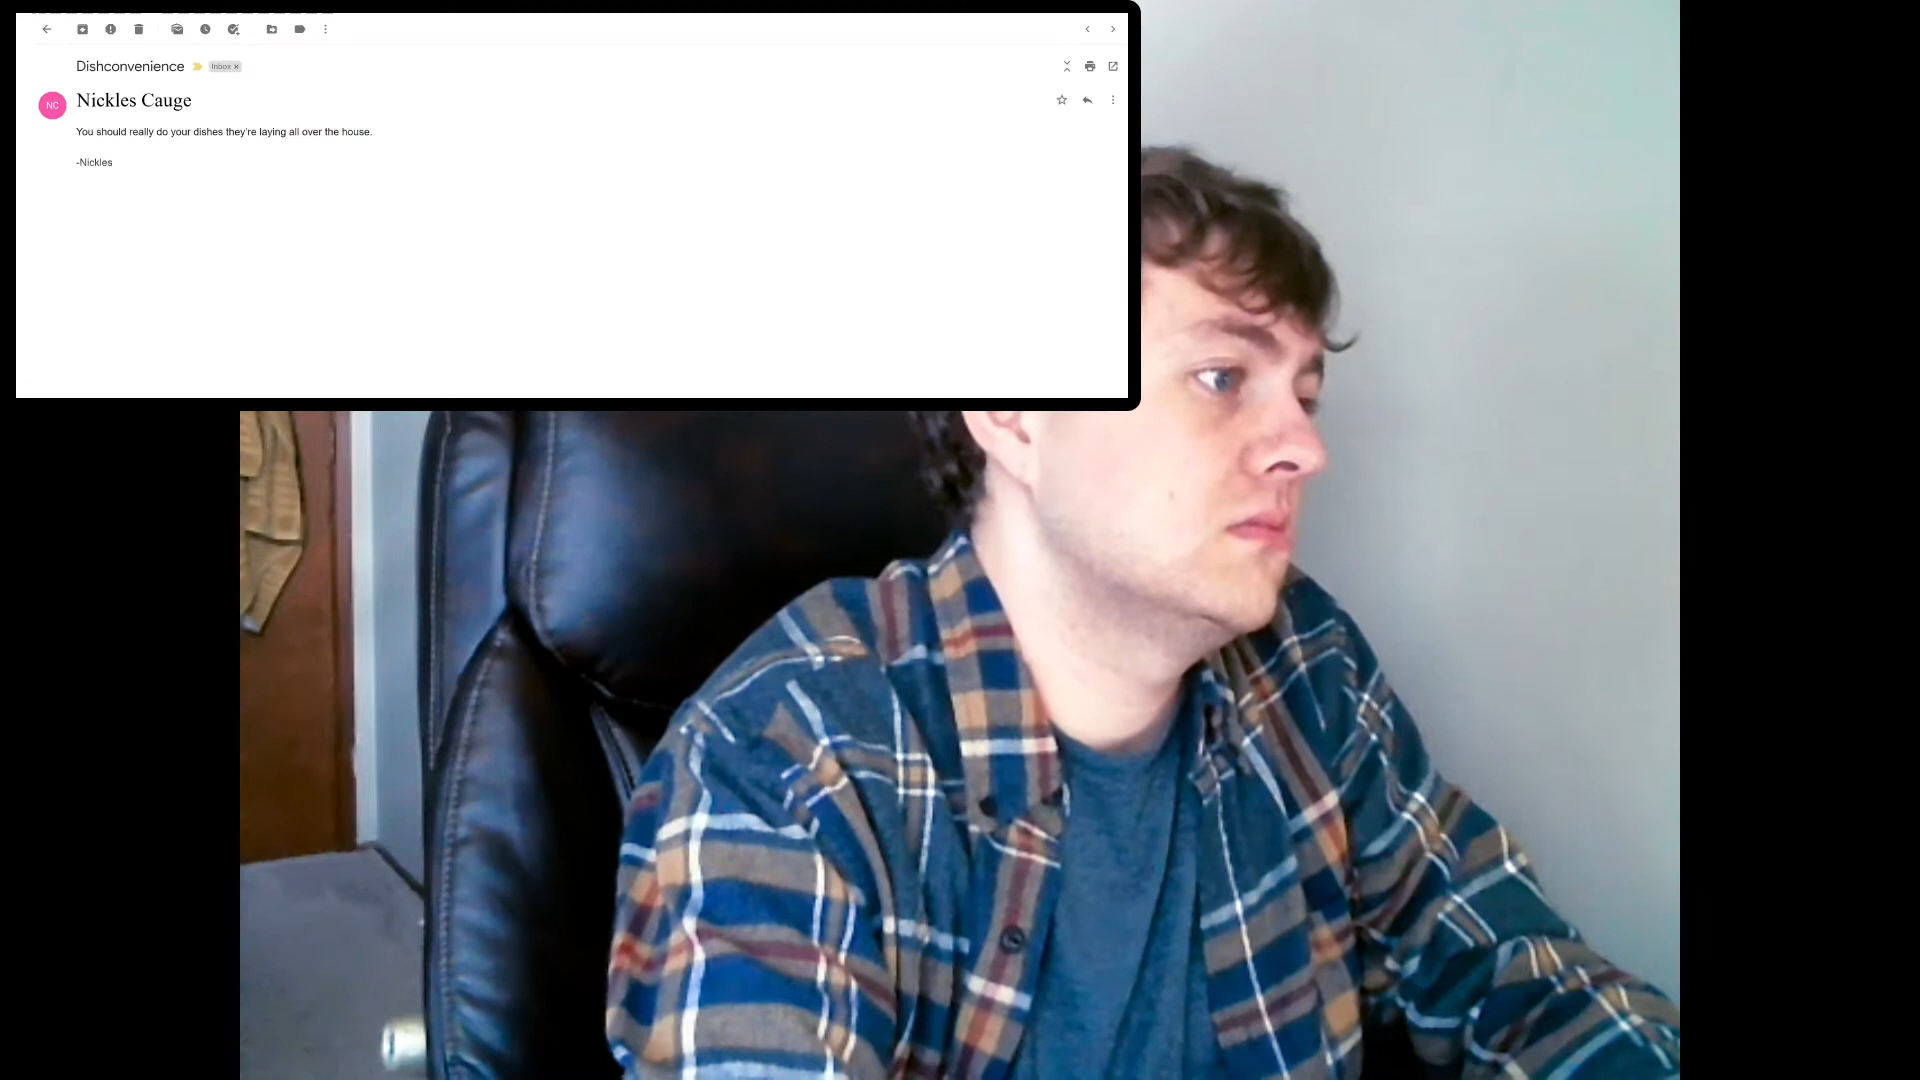 Dishconvenience
Inbox ×
NC
Nickles Cauge
You should really do your dishes they're laying all over the house.
-Nickles